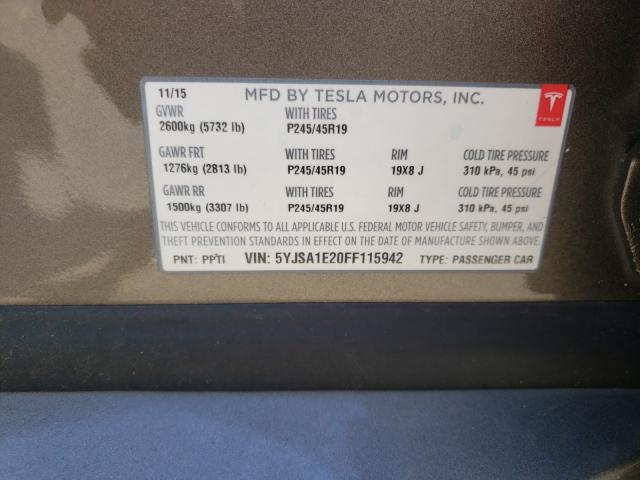 11/15 MFD BY TESLA MOTORS, INC.
GVWR WITH TIRES
2600kg (5732 lb) P245/45R19
TESLA
GAWR FRT WITH TIRES RIM COLD TIRE PRESSURE
1276kg (2813 lb) P245/45R19 19X8 J 310 kPa, 45 psi
GAWR RR WITH TIRES RIM COLD TIRE PRESSURE
1500kg (3307 lb) P245/45R19 19X8 J 310 kPa, 45 psi
THIS VEHICLE CONFORMS TO ALL APPLICABLE U.S. FEDERAL MOTOR VEHICLE SAFETY, BUMPER, AND
THEFT PREVENTION STANDARDS IN EFFECT ON THE DATE OF MANUFACTURE SHOWN ABOVE.
PNT: PPTI VIN: 5YJSA1E20FF115942 TYPE: PASSENGER CAR